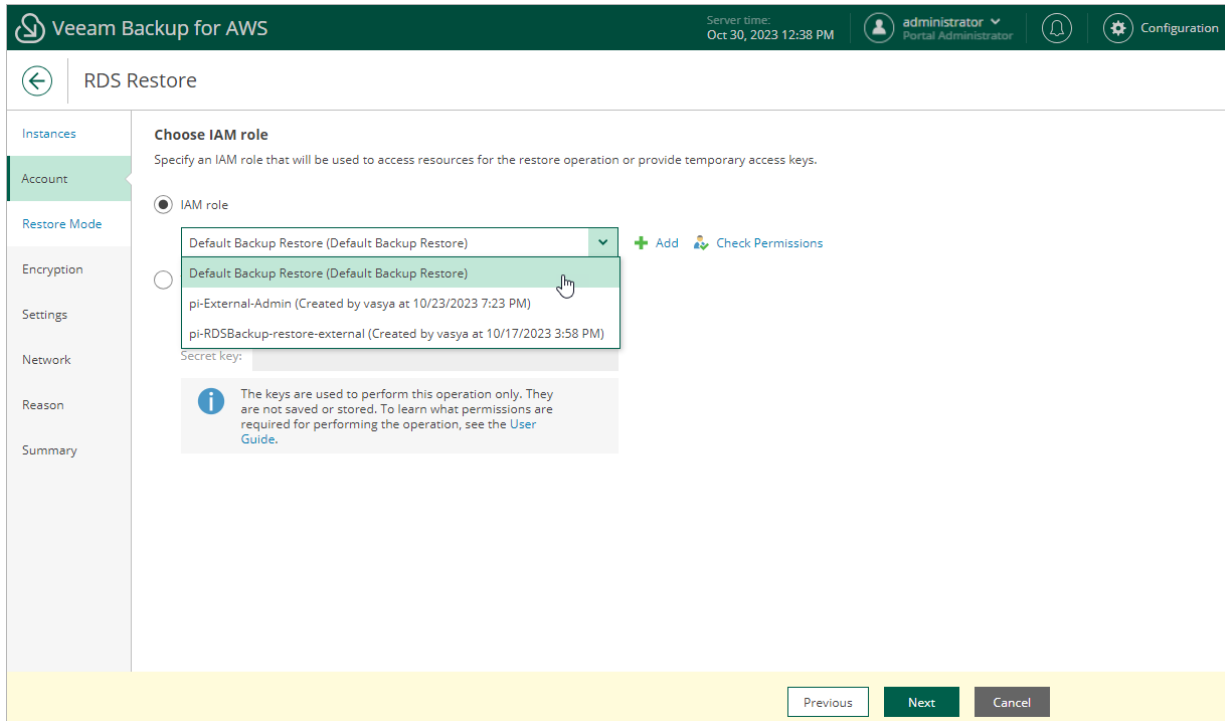 Veeam Backup for AWS
Server time:
Oct 30, 2023 12:38 PM
administrator
Portal Administrator
Configuration
RDS Restore
Instances
Account
Restore Mode
Encryption
Settings
Network
Reason
Summary
Choose IAM role
Specify an IAM role that will be used to access resources for the restore operation or provide temporary access keys.
IAM role
Default Backup Restore (Default Backup Restore)
Add
Check Permissions
Default Backup Restore (Default Backup Restore)
pi-External-Admin (Created by vasya at 10/23/2023 7:23 PM)
pi-RDSBackup-restore-external (Created by vasya at 10/17/2023 3:58 PM)
Secret key:
The keys are used to perform this operation only. They
are not saved or stored. To learn what permissions are
required for performing the operation, see the User
Guide.
Previous
Next
Cancel